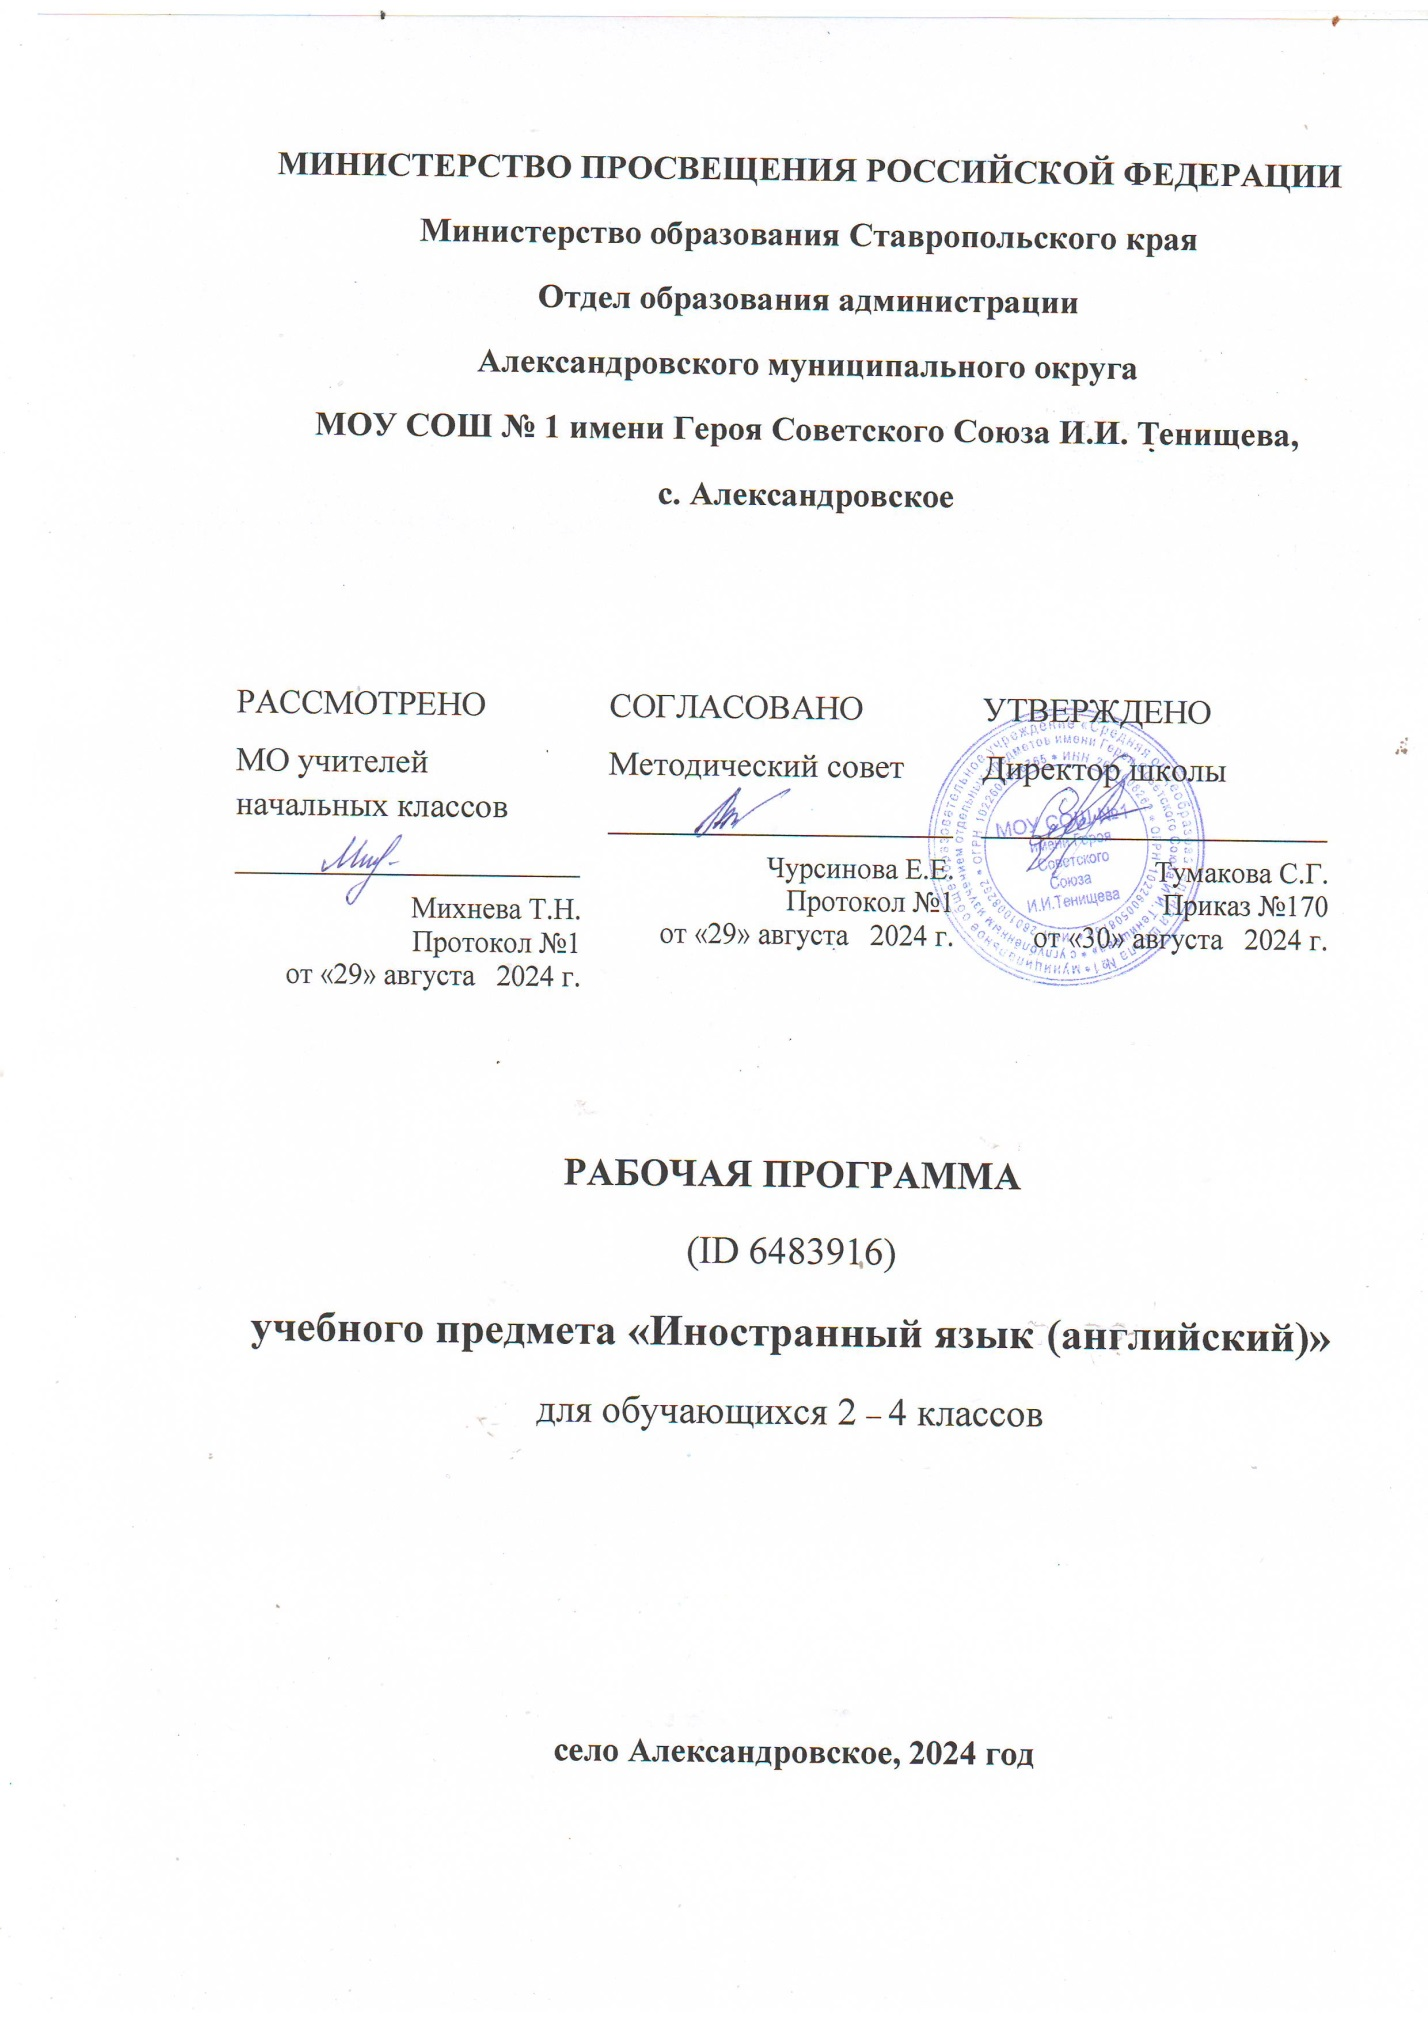 МИНИСТЕРСТВО ПРОСВЕЩЕНИЯ РОССИЙСКОЙ ФЕДЕРАЦИИ
Министерство образования Ставропольского края
Отдел образования администрации
Александровского муниципального округа
МОУ СОШ № 1 имени Героя Советского Союза И.И. Тенищева,
с. Александровское
РАССМОТРЕНО
МО учителей
начальных классов
Михнева Т.Н.
Протокол №1
от «29» августа 2024 г.
СОГЛАСОВАНО
Методический совет
Чурсинова Е.Е.
Протокол №1
от «29» августа 2024 г.
УТВЕРЖДЕНО
Директор школы
Тумакова С.Г.
Приказ №170
от «30» августа 2024 г.
МОУ СОШ №1
имени Героя
Советского
Союза
И.И.Тенищева
РАБОЧАЯ ПРОГРАММА
(ID 6483916)
учебного предмета «Иностранный язык (английский)»
для обучающихся 2 – 4 классов
село Александровское, 2024 год